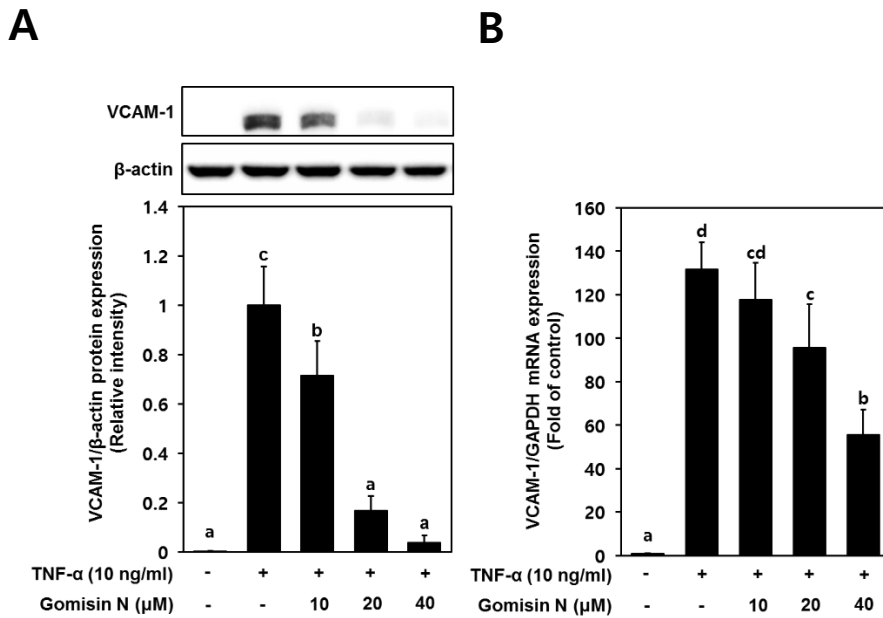 A
VCAM-1
β-actin
VCAM-1/β-actin protein expression
(Relative intensity)
1.4
1.2
1
0.8
0.6
0.4
0.2
0
a
c
b
a
a
TNF-α (10 ng/ml) - + + + +
Gomisin N (μM) - - 10 20 40
B
VCAM-1/GAPDH mRNA expression
(Fold of control)
160
140
120
100
80
60
40
20
0
a
d
cd
c
b
TNF-α (10 ng/ml) - + + + +
Gomisin N (μM) - - 10 20 40